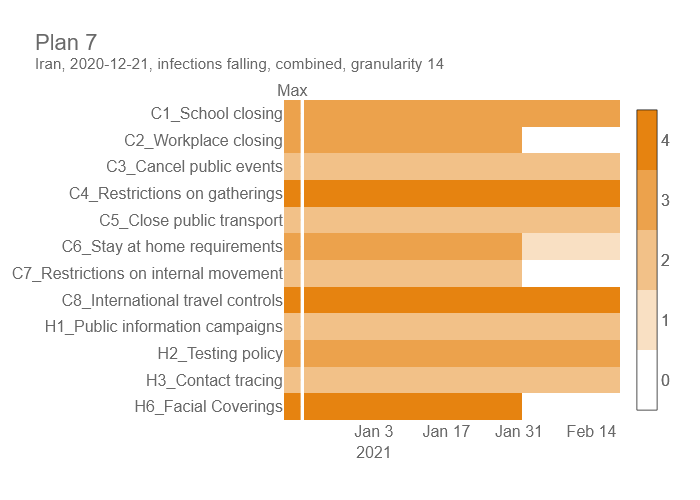 Plan 7
Iran, 2020-12-21, infections falling, combined, granularity 14
Max
C1_School closing
C2_Workplace closing
C3_Cancel public events
C4_Restrictions on gatherings
C5_Close public transport
C6_Stay at home requirements
C7_Restrictions on internal movement
C8_International travel controls
H1_Public information campaigns
H2_Testing policy
H3_Contact tracing
H6_Facial Coverings
Jan 3 Jan 17 Jan 31 Feb 14
2021
4
3
2
1
0